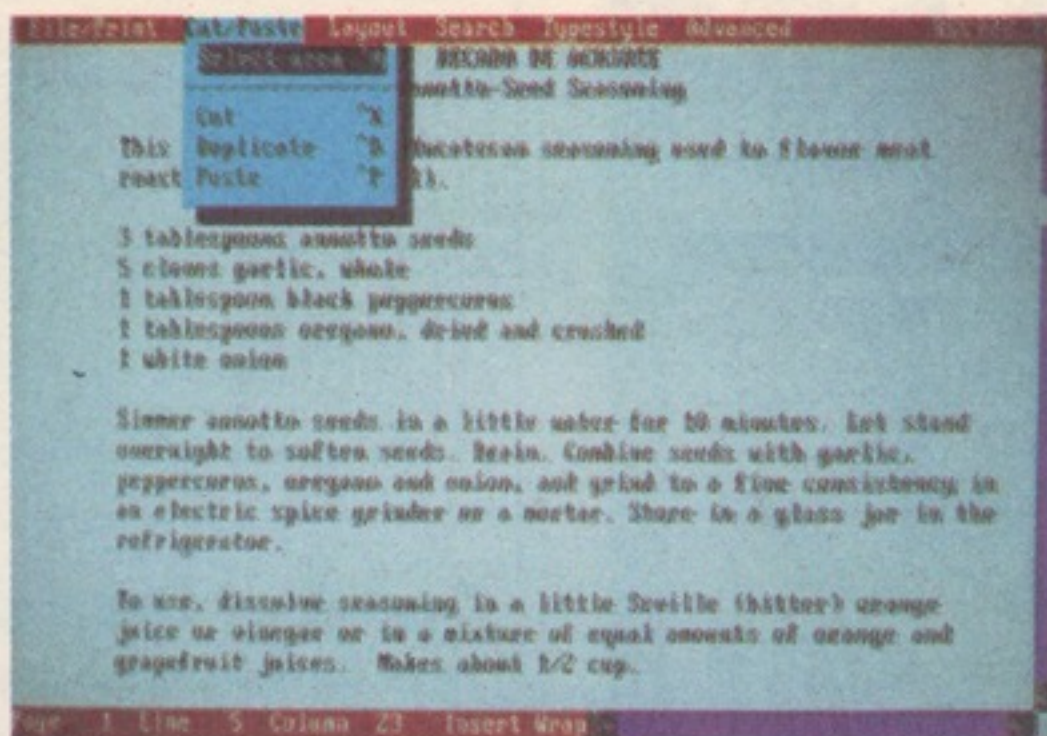 File/Print Cut/Paste Layout Search Typestyle Advanced
Select area
RECADO DE ACHIOTE
Seed Seasoning
Cut ^X
This Duplicate ^D seasoning used to flavor meat
roast Paste ^P
3 tablespoons annatto seeds
5 cloves garlic, whole
1 tablespoon black peppercorns
1 tablespoon oregano, dried and crushed
1 white onion
Simmer annatto seeds in a little water for 10 minutes. Let stand
overnight to soften seeds. Drain. Combine seeds with garlic,
peppercorns, oregano and onion, and grind to a fine consistency in
an electric spice grinder or a mortar. Store in a glass jar in the
refrigerator.
To use, dissolve seasoning in a little Seville (bitter) orange
juice or vinegar or in a mixture of equal amounts of orange and
grapefruit juices. Makes about 1/2 cup.
Page 1 Line 5 Column 23 Insert Wrap